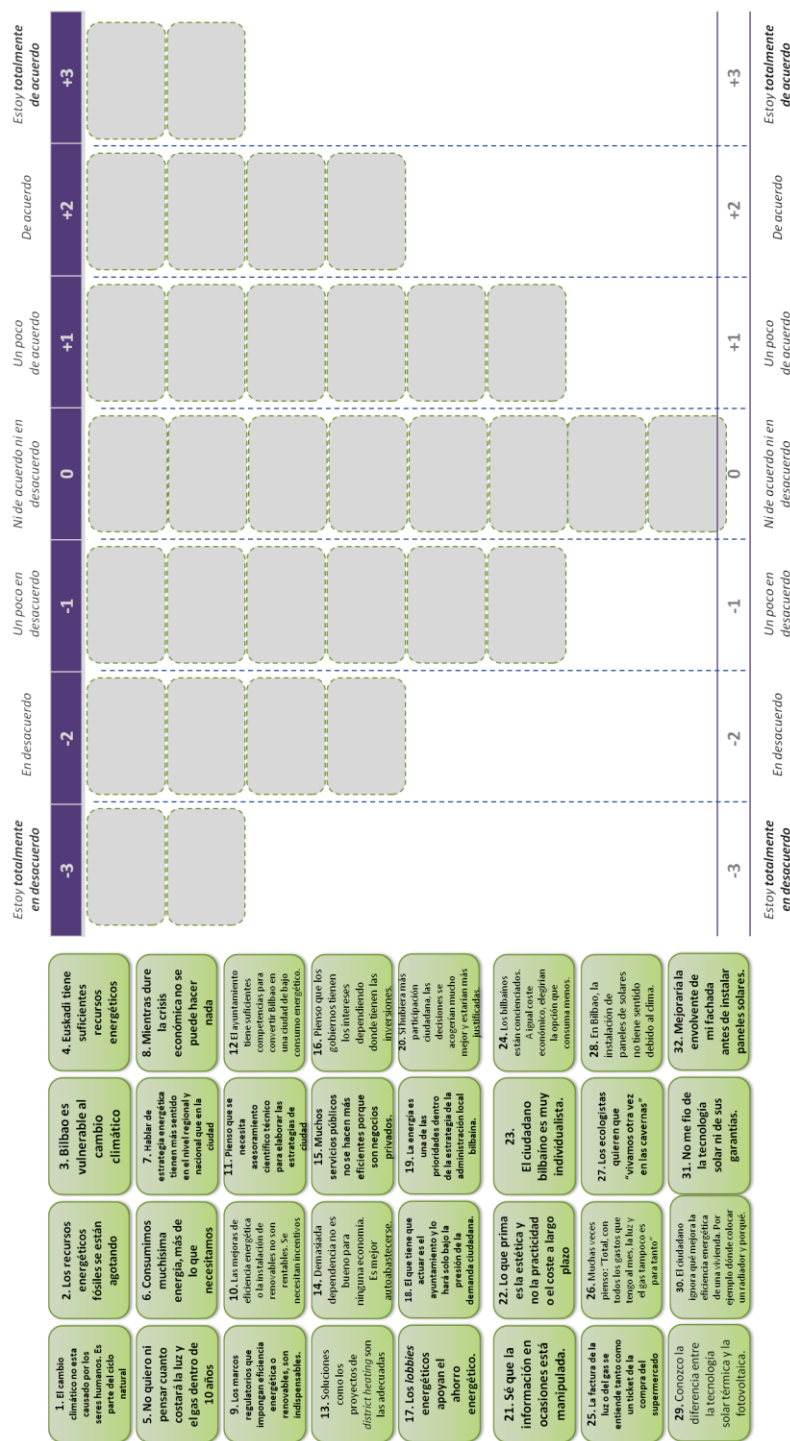 1. El cambio
climático no esta
causado por los
seres humanos. Es
parte del ciclo
natural
2. Los recursos
energéticos
fósiles se están
agotando
3. Bilbao es
vulnerable al
cambio
climático
4. Euskadi tiene
suficientes
recursos
energéticos
5. No quiero ni
pensar cuanto
costará la luz y
el gas dentro de
10 años
6. Consumimos
muchísima
energía, más de
lo que
necesitamos
7. Hablar de
estrategia energética
tienen más sentido
en el nivel regional y
nacional que en la
ciudad
8. Mientras dure
la crisis
económica no se
puede hacer
nada
9. Los marcos
regulatorios que
impongan eficiencia
energética o
renovables, son
indispensables.
10. Las mejoras de
eficiencia energética
o la instalación de
renovables no son
rentables. Se
necesitan incentivos
11. Pienso que se
necesita
asesoramiento
científico técnico
para elaborar las
estrategias de
ciudad
12 El ayuntamiento
tiene suficientes
competencias para
convertir Bilbao en
una ciudad de bajo
consumo energético.
13. Soluciones
como los
proyectos de
district heating son
las adecuadas
14. Demasiada
dependencia no es
bueno para
ninguna economía.
Es mejor
autoabastecerse.
15. Muchos
servicios públicos
no se hacen más
eficientes porque
son negocios
privados.
16. Pienso que los
gobiernos tienen
los intereses
dependiendo
donde tienen las
inversiones.
17. Los lobbies
energéticos
apoyan el
ahorro
energético.
18. El que tiene que
actuar es el
ayuntamiento y lo
hará solo bajo la
presión de la
demanda ciudadana.
19. La energía es
una de las
prioridades dentro
de la estrategia de la
administración local
bilbaina.
20. Si hubiera más
participación
ciudadana, las
decisiones se
acogerían mucho
mejor y estarían más
justificadas.
21. Sé que la
información en
ocasiones está
manipulada.
22. Lo que prima
es la estética y
no la practicidad
o el coste a largo
plazo
23.
El ciudadano
bilbaino es muy
individualista.
24. Los bilbaínos
están concienciados.
A igual coste
económico, elegirían
la opción que
consuma menos.
25. La factura de la
luz o del gas se
entiende tanto como
un ticket de la
compra del
supermercado
26. Muchas veces
pienso: "Total, con
todos los gastos que
tengo al mes, la luz y
el gas tampoco es
para tanto"
27. Los ecologistas
quieren que
"vivamos otra vez
en las cavernas"
28. En Bilbao, la
instalación de
paneles de solares
no tiene sentido
debido al clima.
29. Conozco la
diferencia entre
la tecnología
solar térmica y la
fotovoltaica.
30. El ciudadano
ignora qué mejora la
eficiencia energética
de una vivienda. Por
ejemplo dónde colocar
un radiador y porqué.
31. No me fio de
la tecnología
solar ni de sus
garantías.
32. Mejoraría la
envolvente de
mi fachada
antes de instalar
paneles solares.
Estoy totalmente
en desacuerdo
En desacuerdo
Un poco en
desacuerdo
Ni de acuerdo ni en
desacuerdo
Un poco
de acuerdo
De acuerdo
Estoy totalmente
de acuerdo
-3 -2 -1 0 +1 +2 +3
-3 -2 -1 0 +1 +2 +3
Estoy totalmente
en desacuerdo
En desacuerdo
Un poco en
desacuerdo
Ni de acuerdo ni en
desacuerdo
Un poco
de acuerdo
De acuerdo
Estoy totalmente
de acuerdo